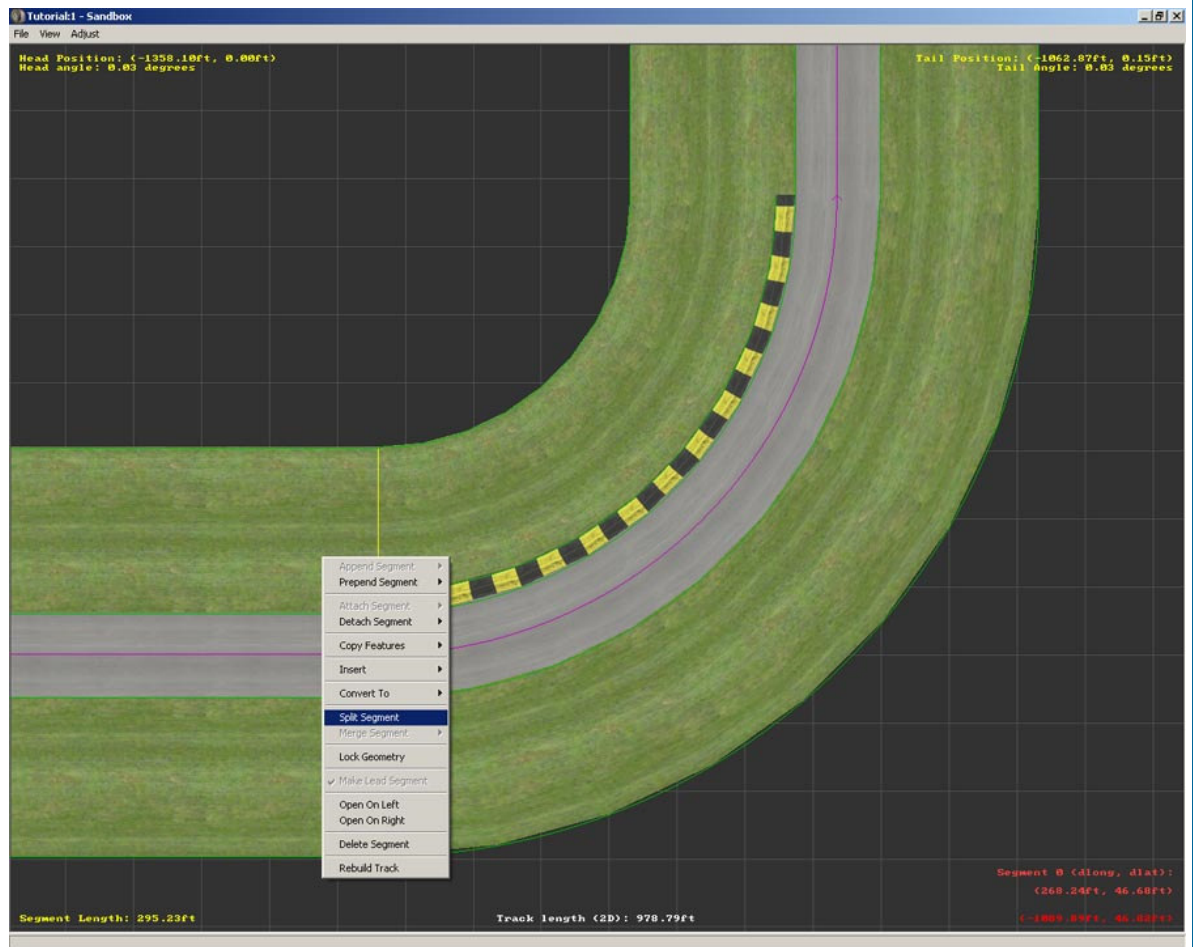 Tutorial:1 - Sandbox
File View Adjust
Head Position: (-1358.10ft, 0.00ft)
Head angle: 0.03 degrees
Tail Position: (-1062.87ft, 0.15ft)
Tail Angle: 0.03 degrees
Append Segment
Prepend Segment
Attach Segment
Detach Segment
Copy Features
Insert
Convert To
Split Segment
Merge Segment
Lock Geometry
Make Lead Segment
Open On Left
Open On Right
Delete Segment
Rebuild Track
Segment 0 (dlong, dlat):
(268.24ft, 46.68ft)
(-1089.89ft, 46.82ft)
Segment Length: 295.23ft
Track length (2D): 978.79ft